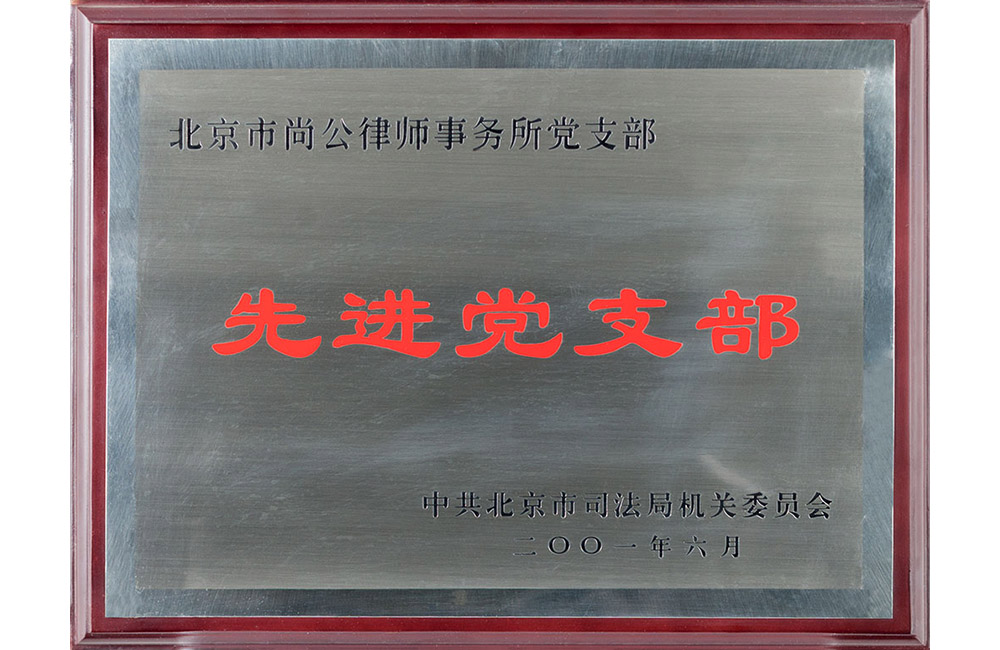 北京市尚公律师事务所党支部
先进党支部
中共北京市司法局机关委员会
二〇〇一年六月